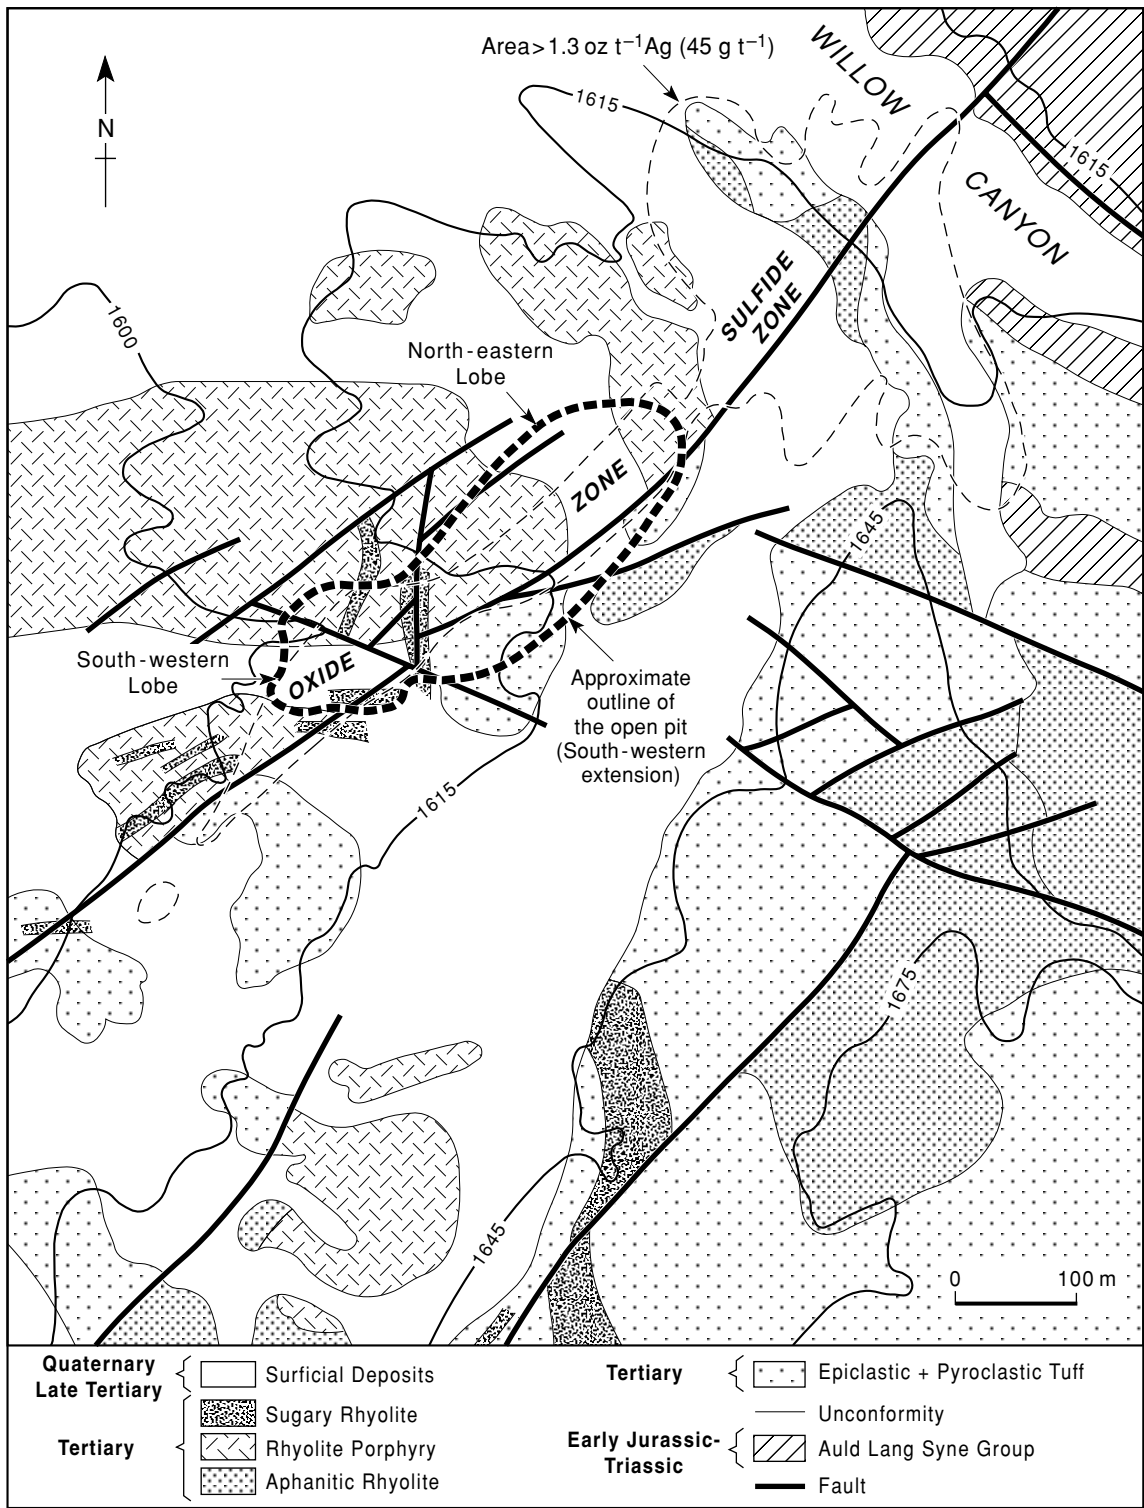 Area>1.3 oz t⁻¹Ag (45 g t⁻¹)
WILLOW
CANYON
N
1615
1615
1600
SULFIDE
ZONE
North-eastern
Lobe
ZONE
1645
South-western
Lobe
OXIDE
Approximate
outline of
the open pit
(South-western
extension)
1615
1675
1645
0 100 m
Quaternary
Late Tertiary
Surficial Deposits
Tertiary
Sugary Rhyolite
Rhyolite Porphyry
Aphanitic Rhyolite
Tertiary
Epiclastic + Pyroclastic Tuff
Unconformity
Early Jurassic-
Triassic
Auld Lang Syne Group
Fault